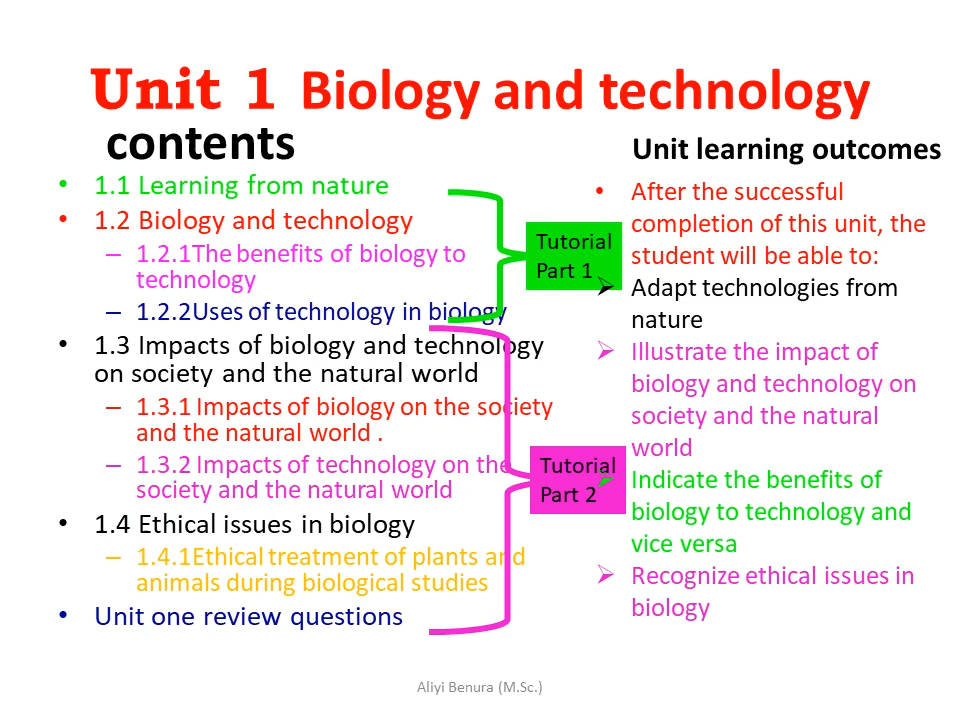 Unit 1 Biology and technology
contents
• 1.1 Learning from nature
• 1.2 Biology and technology
– 1.2.1The benefits of biology to
technology
– 1.2.2Uses of technology in biology
• 1.3 Impacts of biology and technology
on society and the natural world
– 1.3.1 Impacts of biology on the society
and the natural world .
– 1.3.2 Impacts of technology on the
society and the natural world
• 1.4 Ethical issues in biology
– 1.4.1Ethical treatment of plants and
animals during biological studies
• Unit one review questions
Tutorial
Part 1
Tutorial
Part 2
Unit learning outcomes
• After the successful
completion of this unit, the
student will be able to:
➢ Adapt technologies from
nature
➢ Illustrate the impact of
biology and technology on
society and the natural
world
➢ Indicate the benefits of
biology to technology and
vice versa
➢ Recognize ethical issues in
biology
Aliyi Benura (M.Sc.)